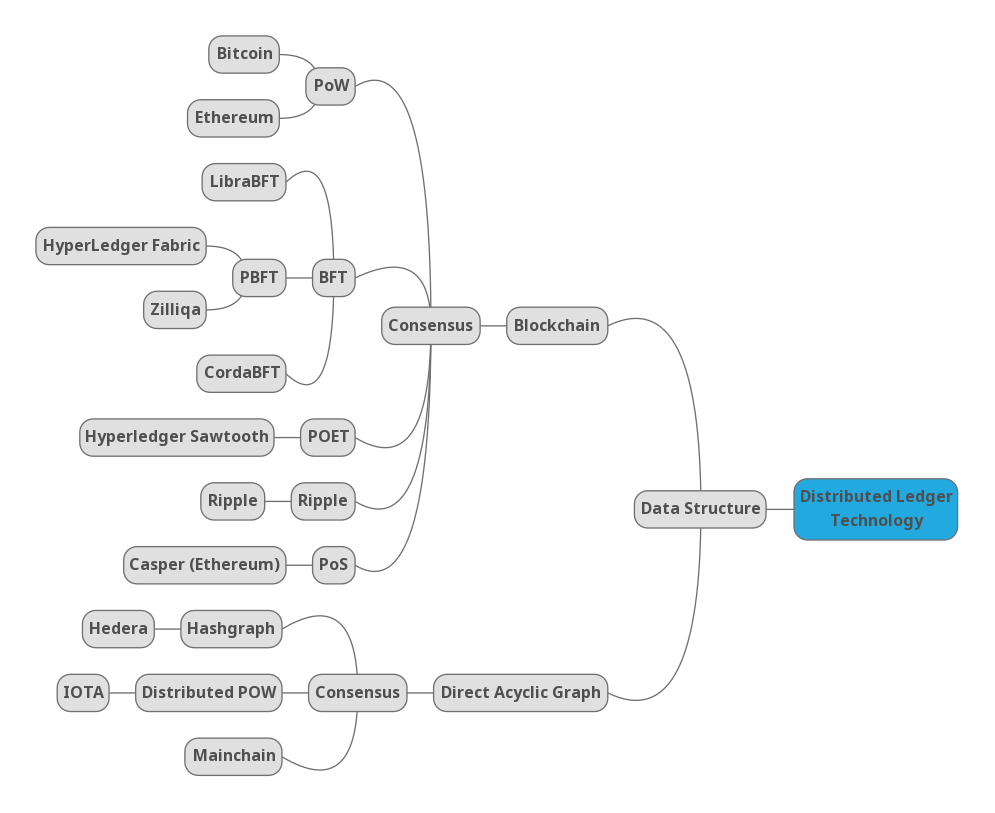 Bitcoin
PoW
Ethereum
LibraBFT
HyperLedger Fabric
PBFT
BFT
Zilliqa
Consensus
Blockchain
CordaBFT
Hyperledger Sawtooth
POET
Ripple
Ripple
Data Structure
Distributed Ledger
Technology
Casper (Ethereum)
PoS
Hedera
Hashgraph
IOTA
Distributed POW
Consensus
Direct Acyclic Graph
Mainchain